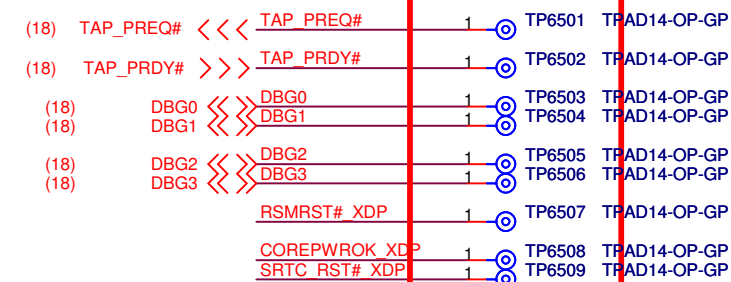 (18) TAP_PREQ# TAP_PREQ# 1 TP6501 TPAD14-OP-GP
(18) TAP_PRDY# TAP_PRDY# 1 TP6502 TPAD14-OP-GP
(18) DBG0 DBG0 1 TP6503 TPAD14-OP-GP
(18) DBG1 DBG1 1 TP6504 TPAD14-OP-GP
(18) DBG2 DBG2 1 TP6505 TPAD14-OP-GP
(18) DBG3 DBG3 1 TP6506 TPAD14-OP-GP
RSMRST#_XDP 1 TP6507 TPAD14-OP-GP
COREPWROK_XDP 1 TP6508 TPAD14-OP-GP
SRTC_RST#_XDP 1 TP6509 TPAD14-OP-GP